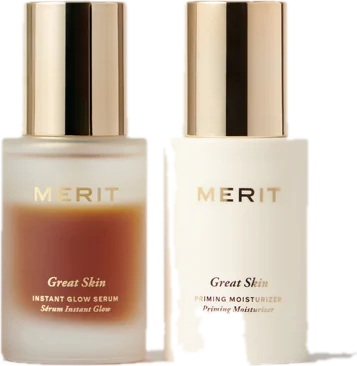 MERIT
Great Skin
INSTANT GLOW SERUM
Sérum Instant Glow
MERIT
Great Skin
PRIMING MOISTURIZER
Priming Moisturizer